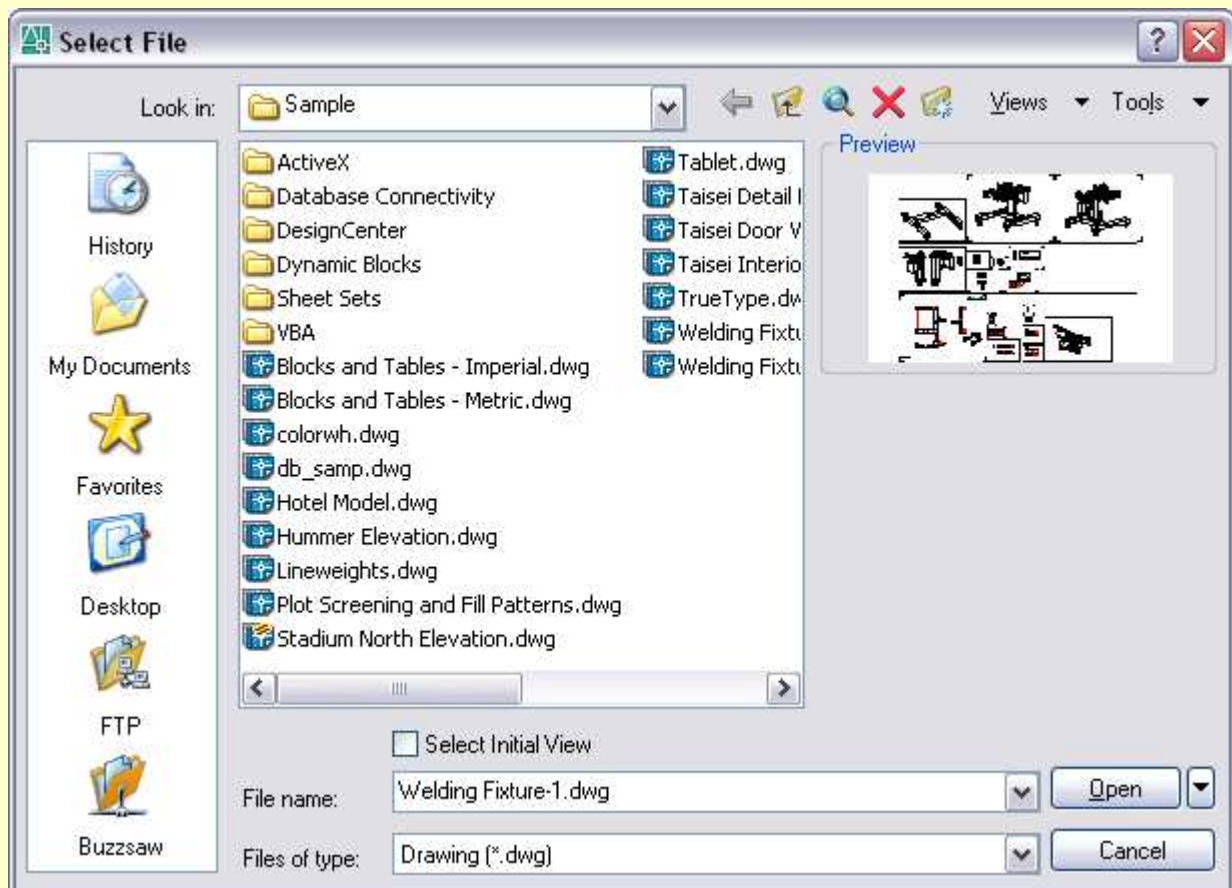 Select File
Look in:
Sample
Views
Tools
History
My Documents
Favorites
Desktop
FTP
Buzzsaw
ActiveX
Database Connectivity
DesignCenter
Dynamic Blocks
Sheet Sets
VBA
Blocks and Tables - Imperial.dwg
Blocks and Tables - Metric.dwg
colorwh.dwg
db_samp.dwg
Hotel Model.dwg
Hummer Elevation.dwg
Lineweights.dwg
Plot Screening and Fill Patterns.dwg
Stadium North Elevation.dwg
Tablet.dwg
Taisei Detail
Taisei Door
Taisei Interio
TrueType.dw
Welding Fixtu
Welding Fixtu
Preview
Select Initial View
File name:
Welding Fixture-1.dwg
Open
Files of type:
Drawing (*.dwg)
Cancel